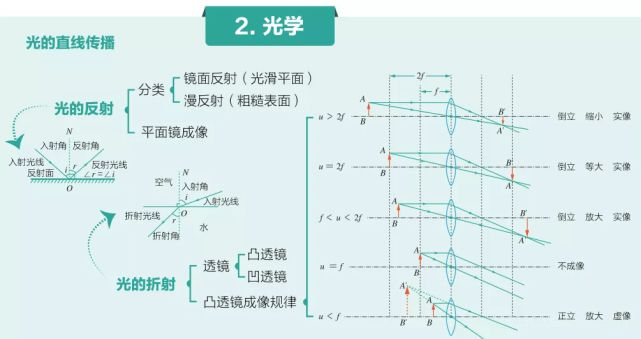 2. 光学
光的直线传播
光的反射
分类
镜面反射（光滑平面）
漫反射（粗糙表面）
平面镜成像
N
入射角 反射角
入射光线
i r
反射光线
反射面
∠r=∠i
O
空气
N
入射角
i
入射光线
折射光线
O
r
折射角
水
光的折射
透镜
凸透镜
凹透镜
凸透镜成像规律
2f
f
u>2f
A
B
B'
A'
倒立 缩小 实像
u=2f
A
B
B'
A'
倒立 等大 实像
f<u<2f
A
B
B'
A'
倒立 放大 实像
u=f
A
B
不成像
u<f
A'
A
B'
B
正立 放大 虚像